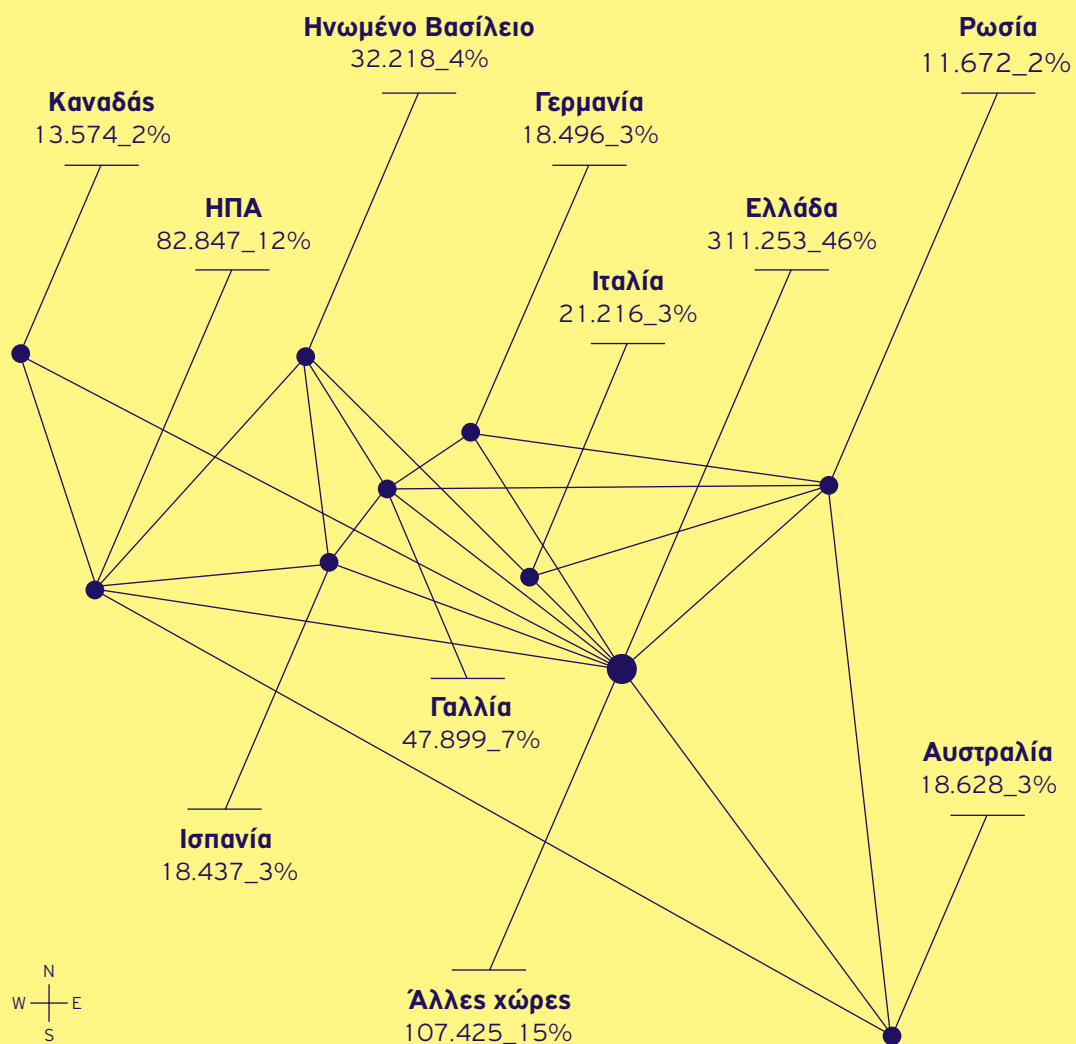 Ηνωμένο Βασίλειο
32.218_4%
Ρωσία
11.672_2%
Καναδάς
13.574_2%
Γερμανία
18.496_3%
ΗΠΑ
82.847_12%
Ελλάδα
311.253_46%
Ιταλία
21.216_3%
Γαλλία
47.899_7%
Αυστραλία
18.628_3%
Ισπανία
18.437_3%
N
W E
S
Άλλες χώρες
107.425_15%